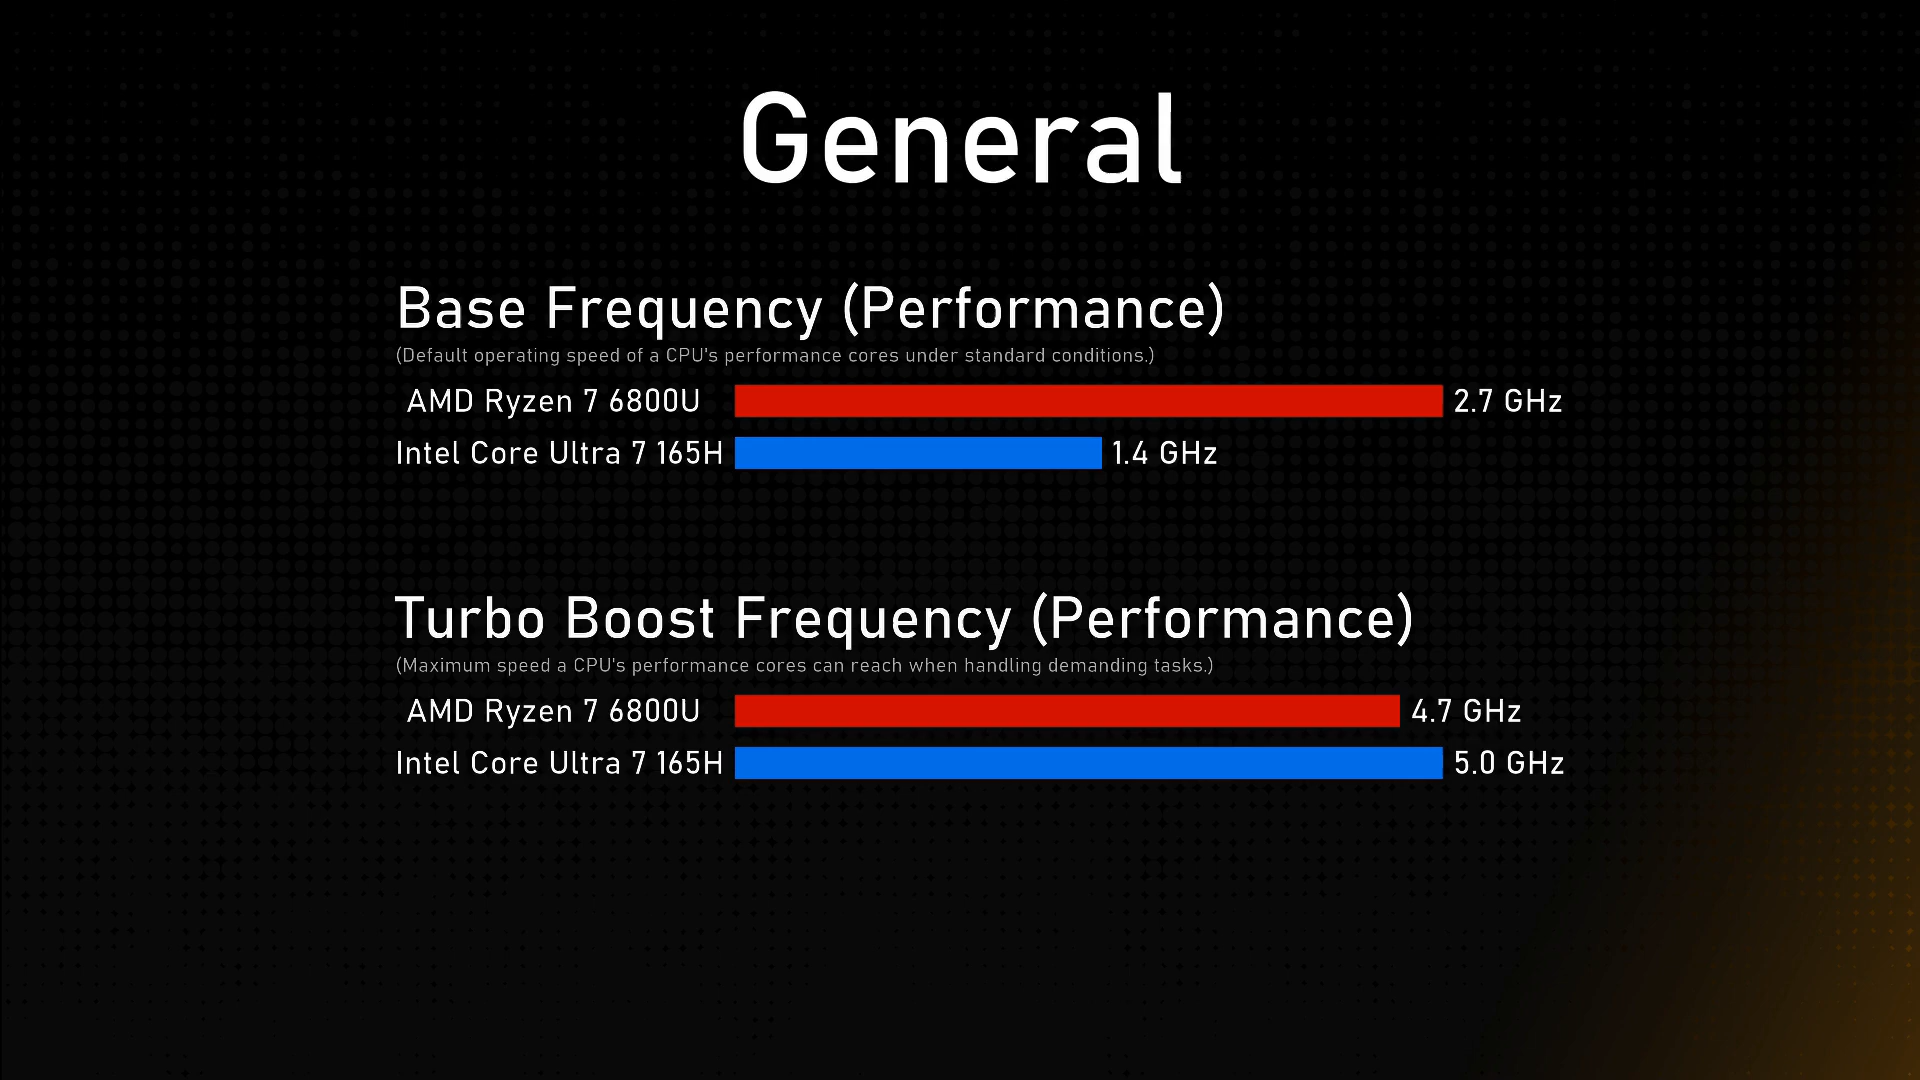 General
Base Frequency (Performance)
(Default operating speed of a CPU's performance cores under standard conditions.)
AMD Ryzen 7 6800U 2.7 GHz
Intel Core Ultra 7 165H 1.4 GHz
Turbo Boost Frequency (Performance)
(Maximum speed a CPU's performance cores can reach when handling demanding tasks.)
AMD Ryzen 7 6800U 4.7 GHz
Intel Core Ultra 7 165H 5.0 GHz